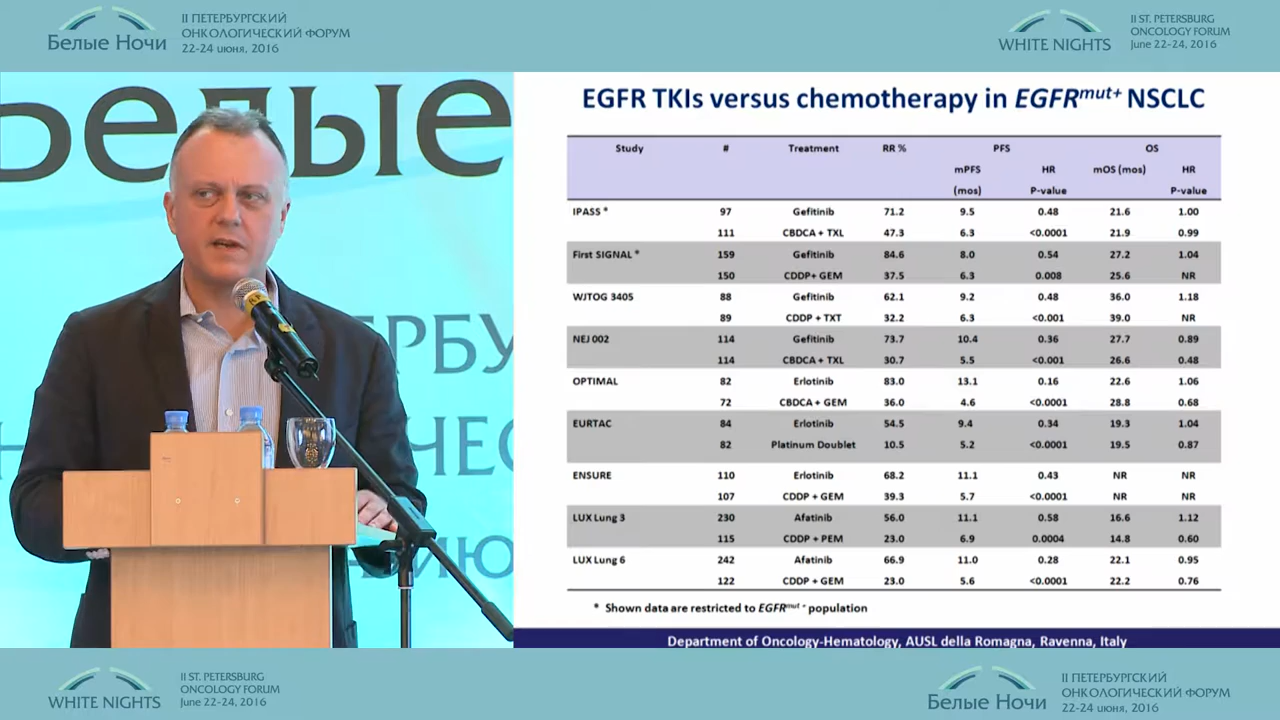 Белые Ночи
II ПЕТЕРБУРГСКИЙ
ОНКОЛОГИЧЕСКИЙ ФОРУМ
22-24 июня, 2016
WHITE NIGHTS
II ST. PETERSBURG
ONCOLOGY FORUM
June 22-24, 2016
Белые
EGFR TKIs versus chemotherapy in EGFRmut+ NSCLC
Study # Treatment RR % PFS OS
mPFS HR mOS (mos) HR
(mos) P-value P-value
IPASS * 97 Gefitinib 71.2 9.5 0.48 21.6 1.00
111 CBDCA + TXL 47.3 6.3 <0.0001 21.9 0.99
First SIGNAL * 159 Gefitinib 84.6 8.0 0.54 27.2 1.04
150 CDDP+ GEM 37.5 6.3 0.008 25.6 NR
WJTOG 3405 88 Gefitinib 62.1 9.2 0.48 36.0 1.18
89 CDDP + TXT 32.2 6.3 <0.001 39.0 NR
NEJ 002 114 Gefitinib 73.7 10.4 0.36 27.7 0.89
114 CBDCA + TXL 30.7 5.5 <0.001 26.6 0.48
OPTIMAL 82 Erlotinib 83.0 13.1 0.16 22.6 1.06
72 CBCDA + GEM 36.0 4.6 <0.0001 28.8 0.68
EURTAC 84 Erlotinib 54.5 9.4 0.34 19.3 1.04
82 Platinum Doublet 10.5 5.2 <0.0001 19.5 0.87
ENSURE 110 Erlotinib 68.2 11.1 0.43 NR NR
107 CDDP + GEM 39.3 5.7 <0.0001 NR NR
LUX Lung 3 230 Afatinib 56.0 11.1 0.58 16.6 1.12
115 CDDP + PEM 23.0 6.9 0.0004 14.8 0.60
LUX Lung 6 242 Afatinib 66.9 11.0 0.28 22.1 0.95
122 CDDP + GEM 23.0 5.6 <0.0001 22.2 0.76
* Shown data are restricted to EGFRmut + population
Department of Oncology-Hematology, AUSL della Romagna, Ravenna, Italy
WHITE NIGHTS
II ST. PETERSBURG
ONCOLOGY FORUM
June 22-24, 2016
Белые Ночи
II ПЕТЕРБУРГСКИЙ
ОНКОЛОГИЧЕСКИЙ ФОРУМ
22-24 июня, 2016